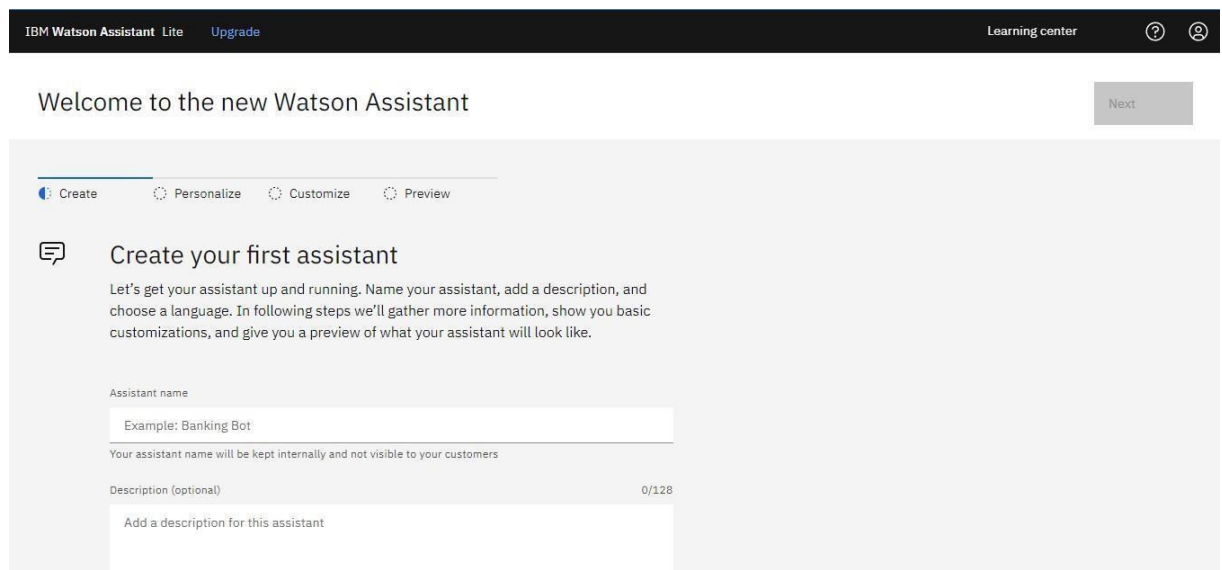 IBM Watson Assistant Lite Upgrade Learning center
Welcome to the new Watson Assistant
Next
Create Personalize Customize Preview
Create your first assistant
Let’s get your assistant up and running. Name your assistant, add a description, and
choose a language. In following steps we’ll gather more information, show you basic
customizations, and give you a preview of what your assistant will look like.
Assistant name
Example: Banking Bot
Your assistant name will be kept internally and not visible to your customers
Description (optional) 0/128
Add a description for this assistant